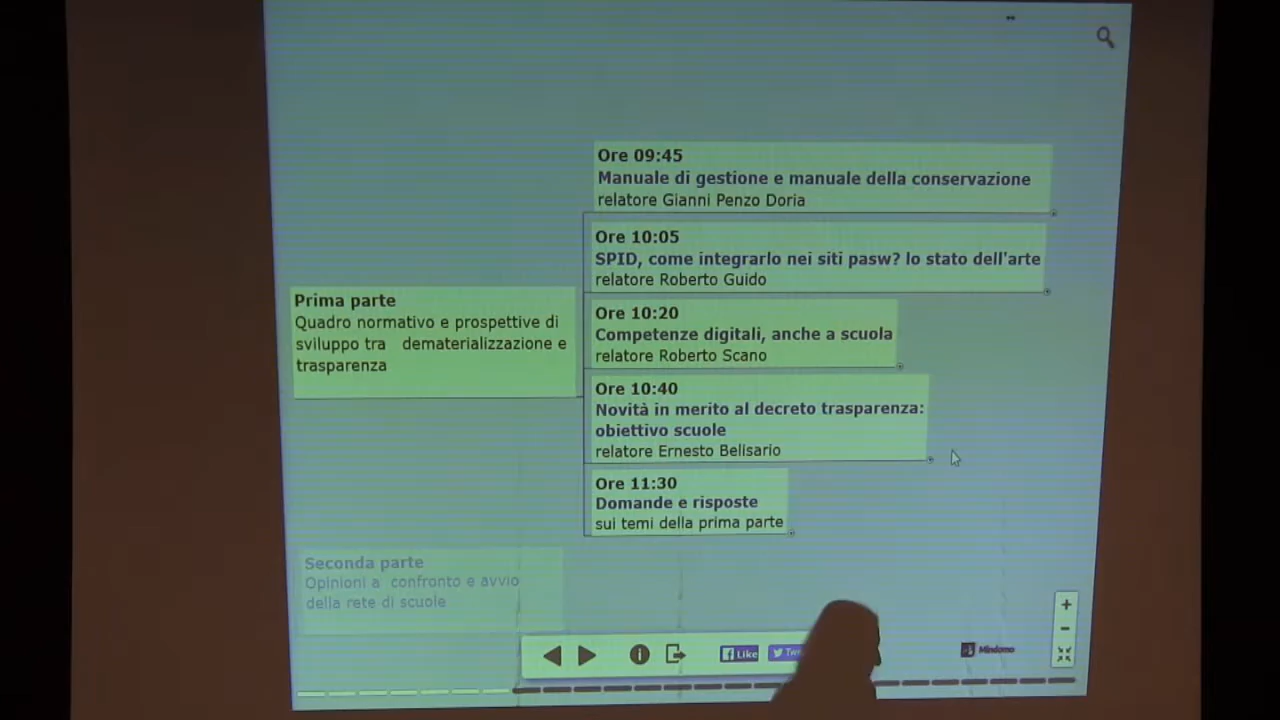 Ore 09:45
Manuale di gestione e manuale della conservazione
relatore Gianni Penzo Doria
Ore 10:05
SPID, come integrarlo nei siti pasw? lo stato dell'arte
relatore Roberto Guido
Prima parte
Quadro normativo e prospettive di
sviluppo tra dematerializzazione e
trasparenza
Ore 10:20
Competenze digitali, anche a scuola
relatore Roberto Scano
Ore 10:40
Novità in merito al decreto trasparenza:
obiettivo scuole
relatore Ernesto Belisario
Ore 11:30
Domande e risposte
sui temi della prima parte
Seconda parte
Opinioni a confronto e avvio
della rete di scuole
Like
Mindomo